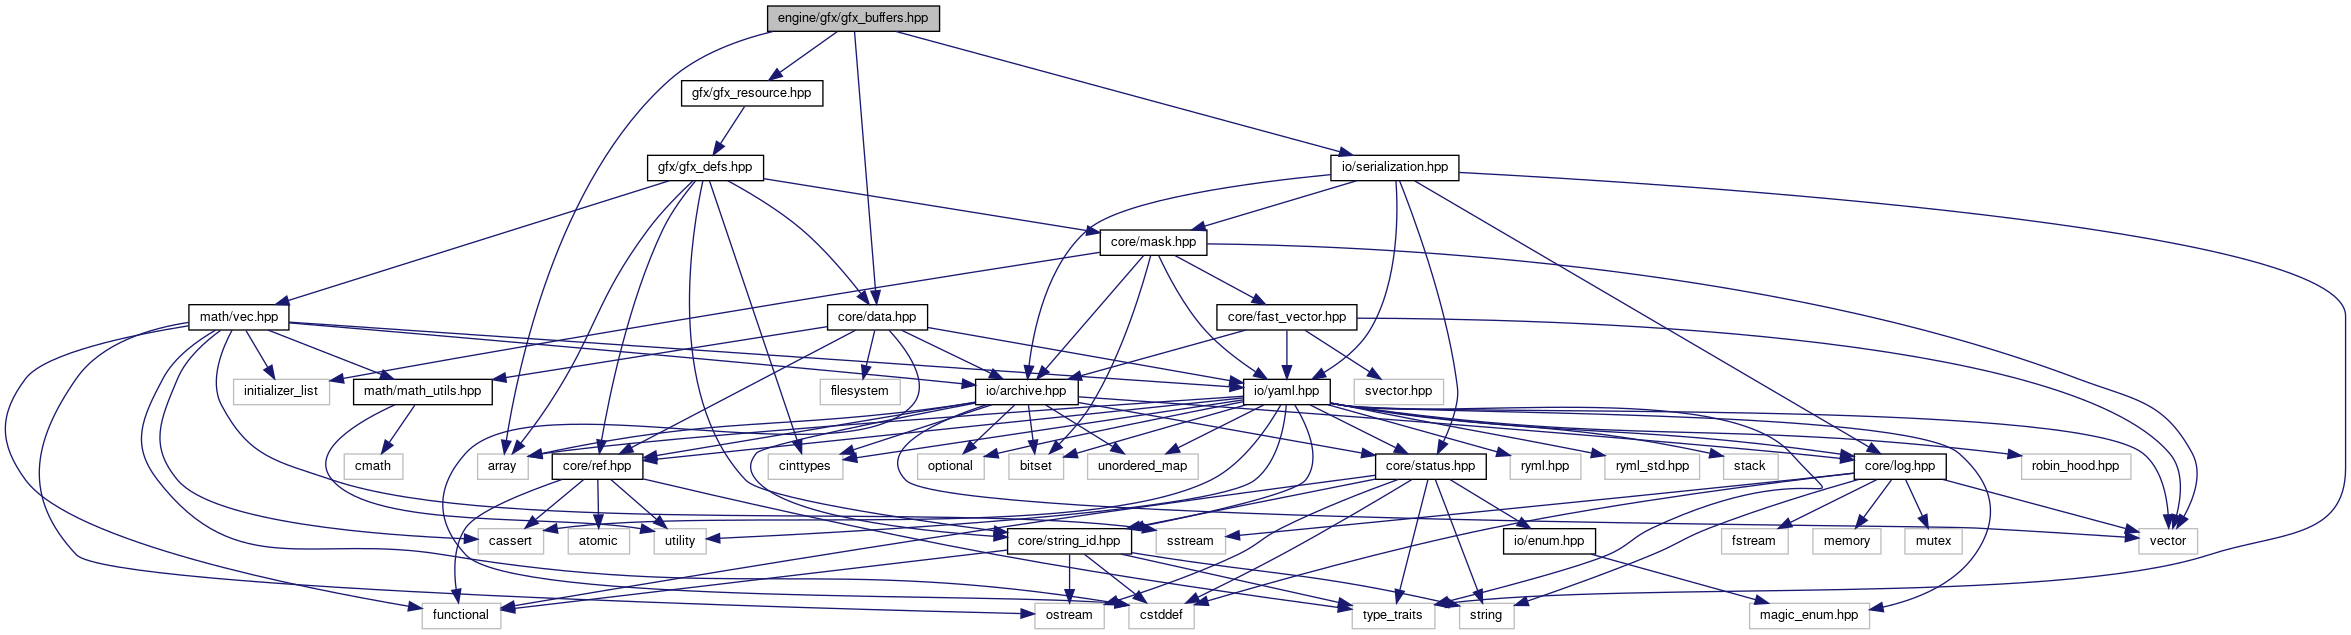 engine/gfx/gfx_buffers.hpp
gfx/gfx_resource.hpp
gfx/gfx_defs.hpp
io/serialization.hpp
core/mask.hpp
math/vec.hpp
core/data.hpp
core/fast_vector.hpp
initializer_list
math/math_utils.hpp
filesystem
io/archive.hpp
io/yaml.hpp
svector.hpp
cmath
array
core/ref.hpp
cinttypes
optional
bitset
unordered_map
core/status.hpp
ryml.hpp
ryml_std.hpp
stack
core/log.hpp
robin_hood.hpp
cassert
atomic
utility
core/string_id.hpp
sstream
io/enum.hpp
fstream
memory
mutex
vector
functional
ostream
cstddef
type_traits
string
magic_enum.hpp